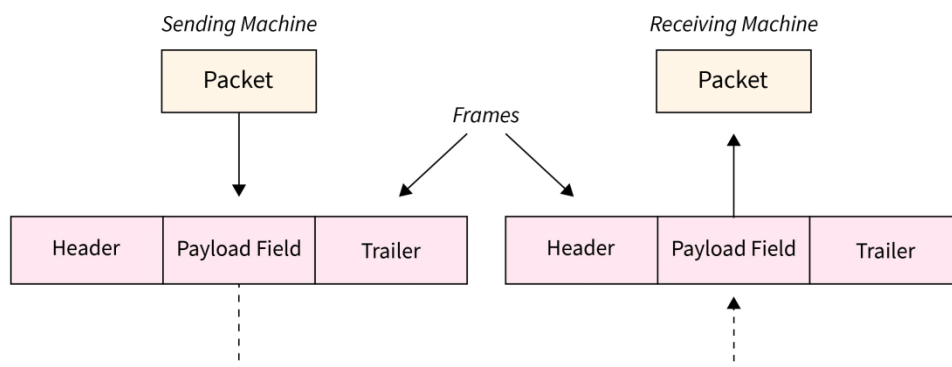 Sending Machine
Receiving Machine
Packet
Packet
Frames
Header
Payload Field
Trailer
Header
Payload Field
Trailer